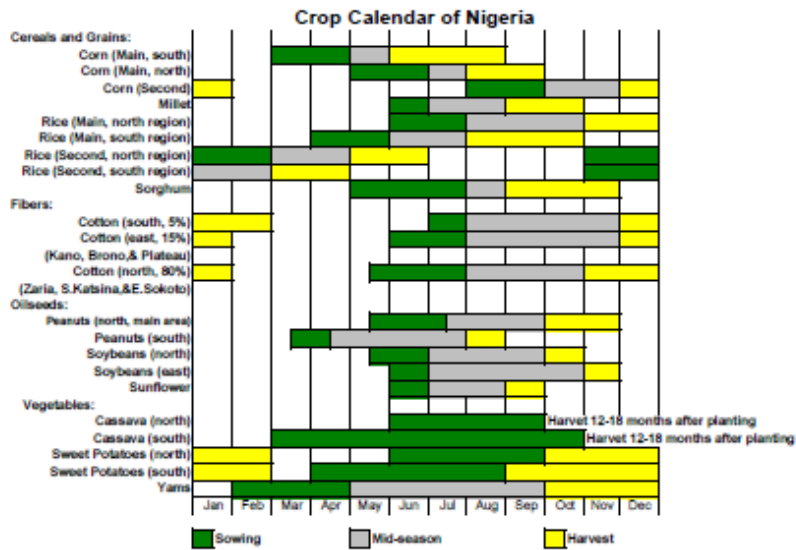 Crop Calendar of Nigeria
Cereals and Grains:
Corn (Main, south)
Corn (Main, north)
Corn (Second)
Millet
Rice (Main, north region)
Rice (Main, south region)
Rice (Second, north region)
Rice (Second, south region)
Sorghum
Fibers:
Cotton (south, 5%)
Cotton (east, 15%)
(Kano, Brono,& Plateau)
Cotton (north, 80%)
(Zaria, S.Katsina,&E.Sokoto)
Oilseeds:
Peanuts (north, main area)
Peanuts (south)
Soybeans (north)
Soybeans (east)
Sunflower
Vegetables:
Cassava (north) Harvet 12-18 months after planting
Cassava (south) Harvet 12-18 months after planting
Sweet Potatoes (north)
Sweet Potatoes (south)
Yams
Jan Feb Mar Apr May Jun Jul Aug Sep Oct Nov Dec
Sowing Mid-season Harvest